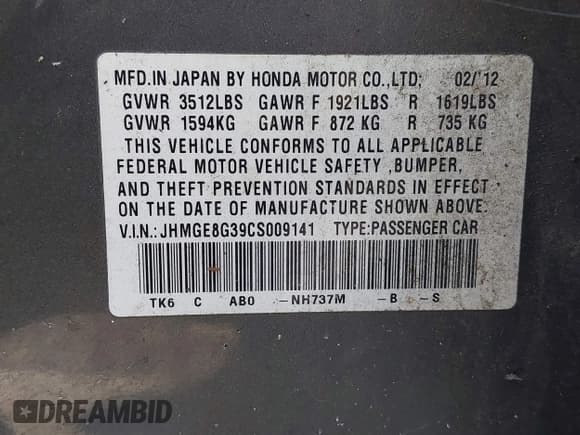 MFD.IN JAPAN BY HONDA MOTOR CO.,LTD; 02/'12
GVWR 3512LBS GAWR F 1921LBS R 1619LBS
GVWR 1594KG GAWR F 872 KG R 735 KG
THIS VEHICLE CONFORMS TO ALL APPLICABLE
FEDERAL MOTOR VEHICLE SAFETY ,BUMPER,
AND THEFT PREVENTION STANDARDS IN EFFECT
ON THE DATE OF MANUFACTURE SHOWN ABOVE.
V.I.N.:JHMGE8G39CS009141 TYPE:PASSENGER CAR
TK6 C AB0 -NH737M -B -S
DREAMBID